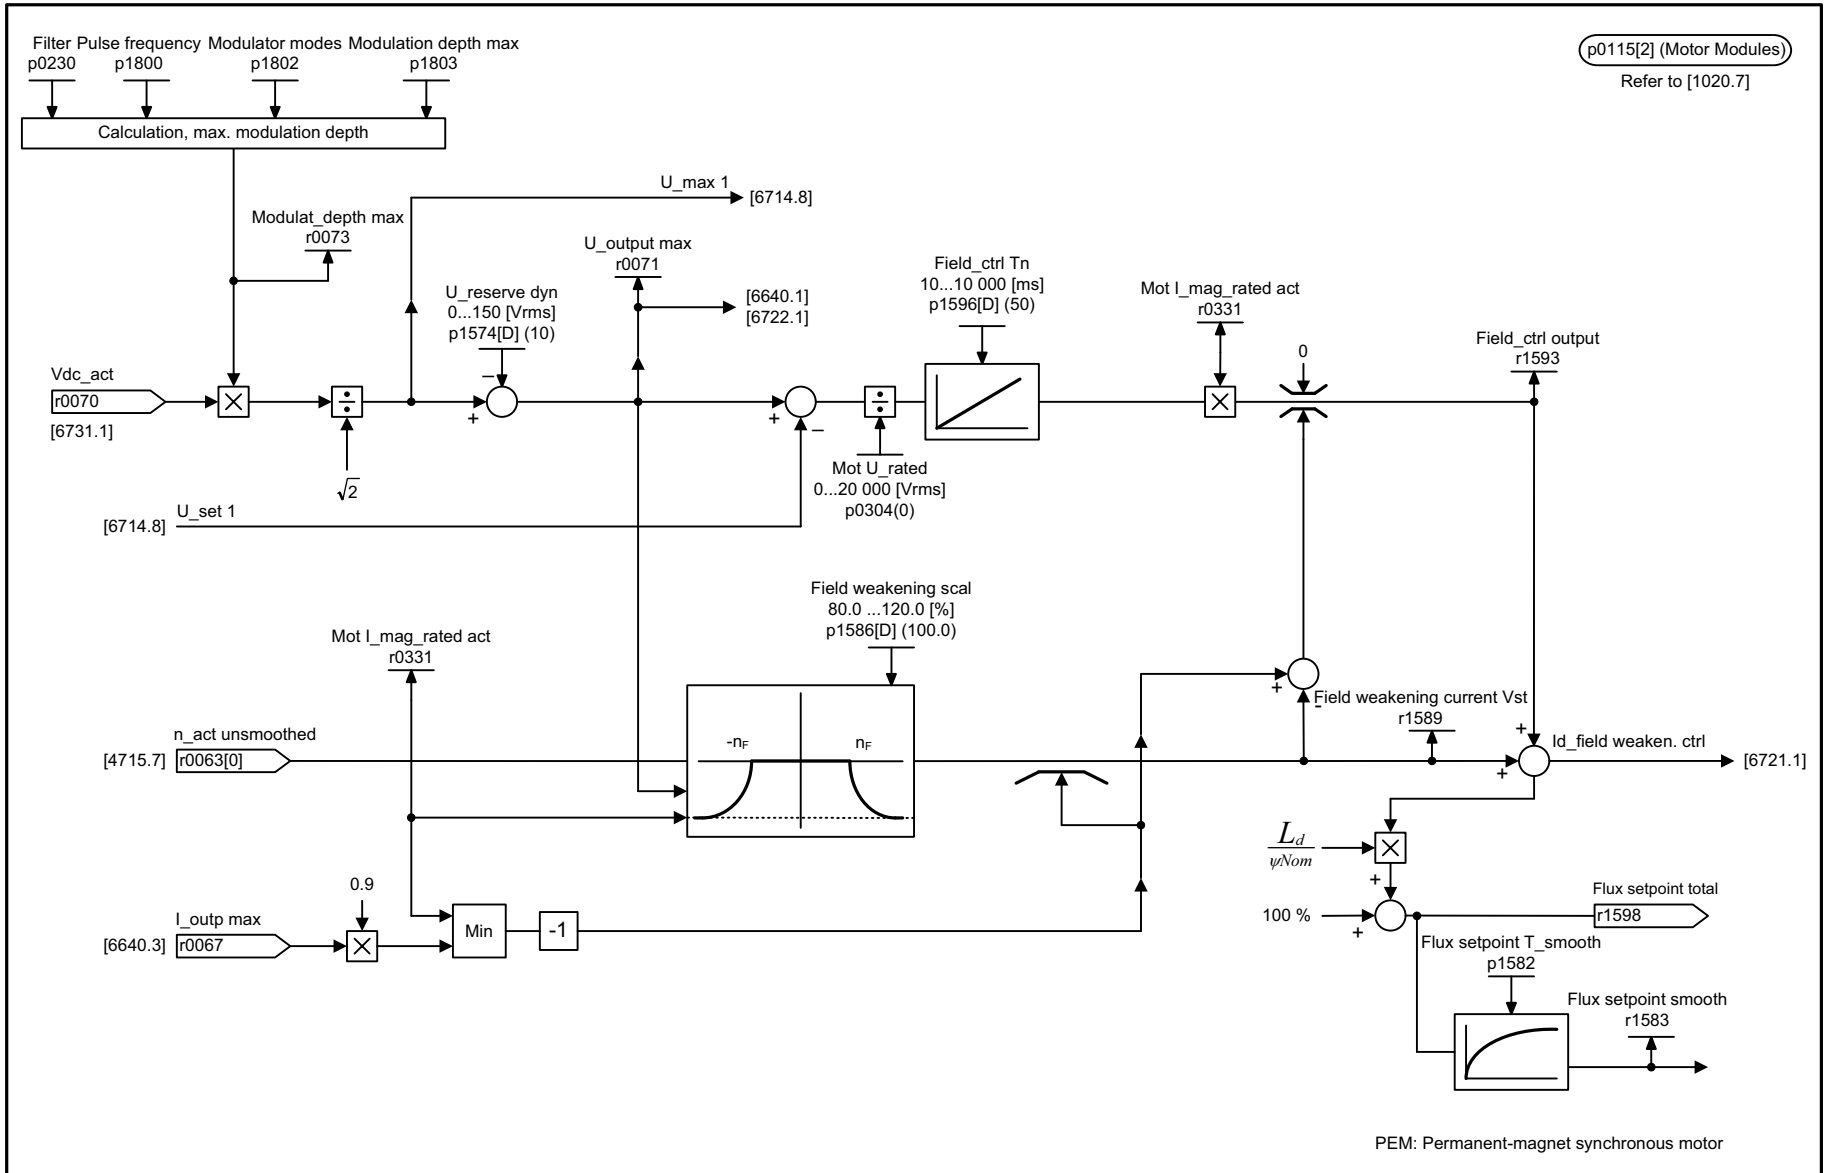 Filter Pulse frequency Modulator modes Modulation depth max
p0230 p1800 p1802 p1803
Calculation, max. modulation depth
p0115[2] (Motor Modules)
Refer to [1020.7]
U_max 1
[6714.8]
Modulat_depth max
r0073
U_output max
r0071
[6640.1]
[6722.1]
U_reserve dyn
0...150 [Vrms]
p1574[D] (10)
Field_ctrl Tn
10...10 000 [ms]
p1596[D] (50)
Mot I_mag_rated act
r0331
0
Field_ctrl output
r1593
Vdc_act
r0070
[6731.1]
×
÷
+
–
+
–
÷
×
√2
Mot U_rated
0...20 000 [Vrms]
p0304(0)
[6714.8]
U_set 1
Field weakening scal
80.0 ...120.0 [%]
p1586[D] (100.0)
Mot I_mag_rated act
r0331
+
-
Field weakening current Vst
r1589
n_act unsmoothed
[4715.7]
r0063[0]
-nF
nF
+
+
Id_field weaken. ctrl
[6721.1]
Ld
ψNom
×
+
100 %
+
Flux setpoint total
r1598
0.9
I_outp max
[6640.3]
r0067
×
Min
-1
Flux setpoint T_smooth
p1582
Flux setpoint smooth
r1583
PEM: Permanent-magnet synchronous motor